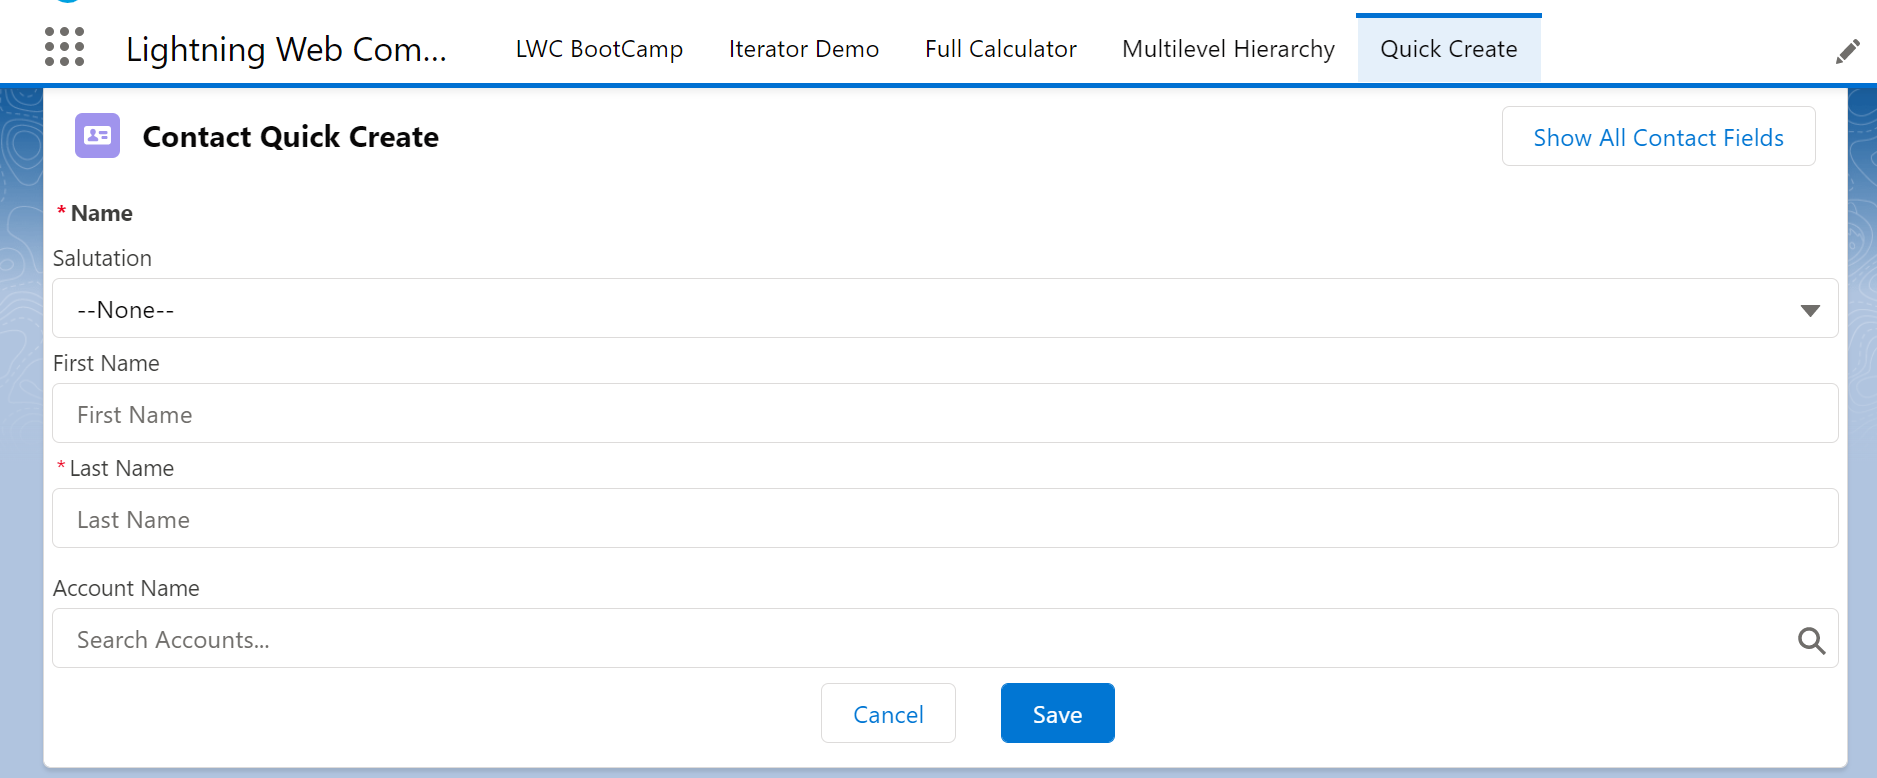 Lightning Web Com... LWC BootCamp Iterator Demo Full Calculator Multilevel Hierarchy Quick Create
Contact Quick Create Show All Contact Fields
* Name
Salutation
--None--
First Name
First Name
* Last Name
Last Name
Account Name
Search Accounts...
Cancel Save